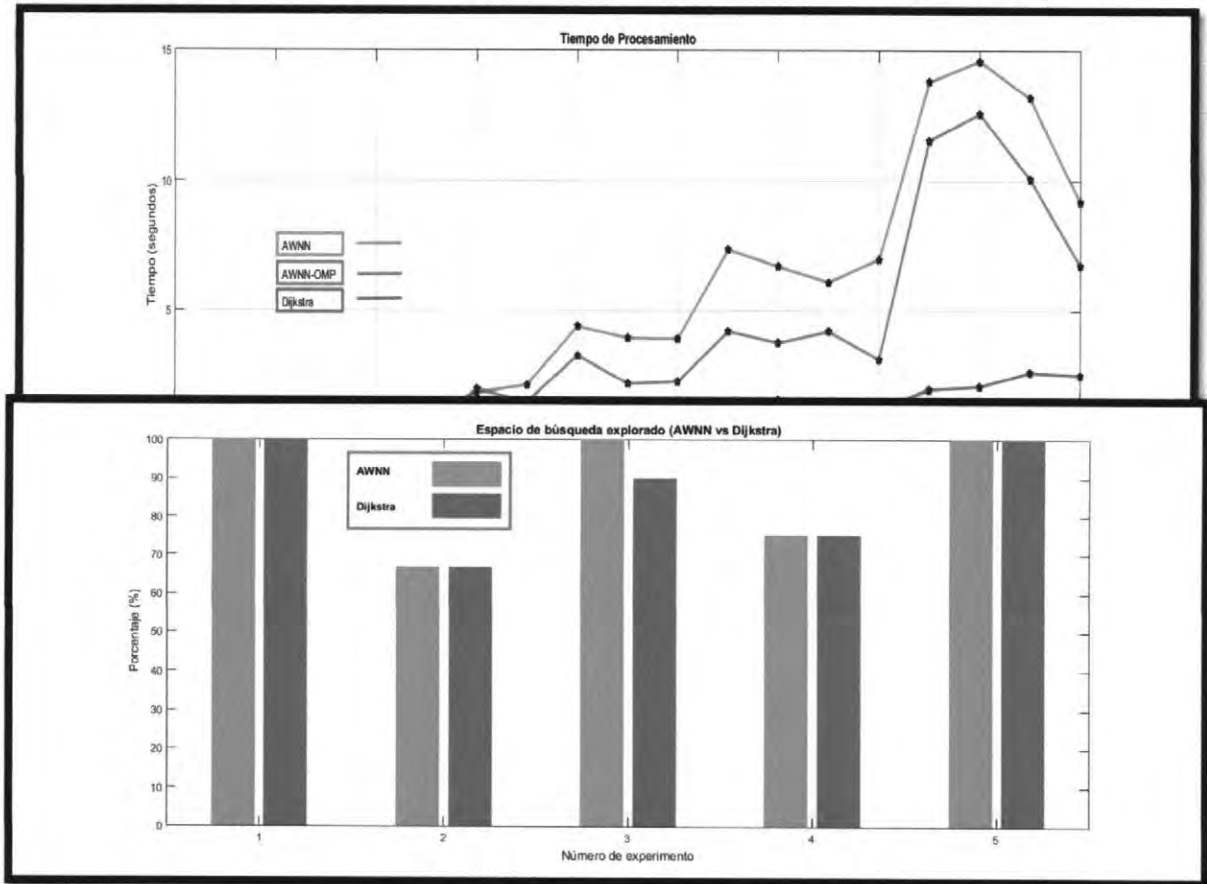 Tiempo de Procesamiento
15
10
5
Tiempo (segundos)
AWNN
AWNN-OMP
Dijkstra
Espacio de búsqueda explorado (AWNN vs Dijkstra)
100
90
80
70
60
50
40
30
20
10
0
Porcentaje (%)
AWNN
Dijkstra
1 2 3 4 5
Número de experimento